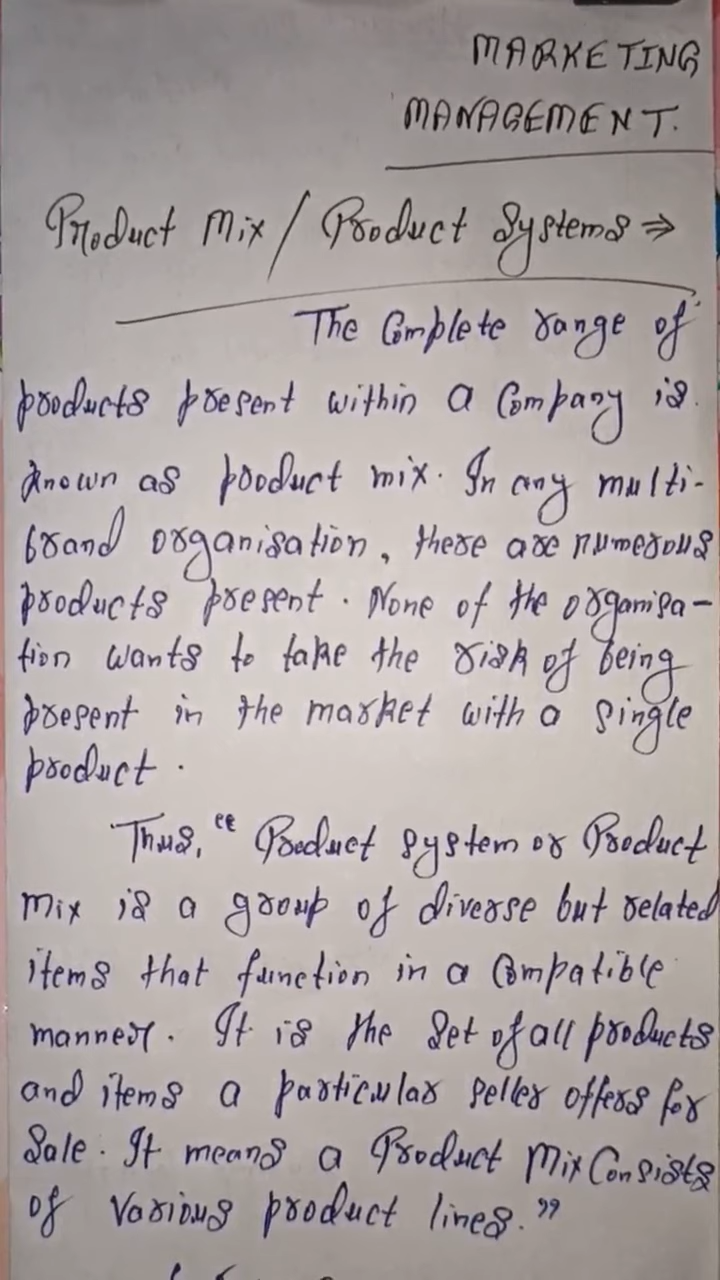 MARKETING
MANAGEMENT.
Product Mix / Product Systems ⇒
The Complete range of
products present within a Company is
known as product mix. In any multi-
brand organisation, there are numerous
products present. None of the organisa-
tion wants to take the risk of being
present in the market with a single
product.
Thus, “ Product system or Product
mix is a group of diverse but related
items that function in a Compatible
manner. It is the Set of all products
and items a particular seller offers for
Sale. It means a Product Mix Consists
of Various product lines.”